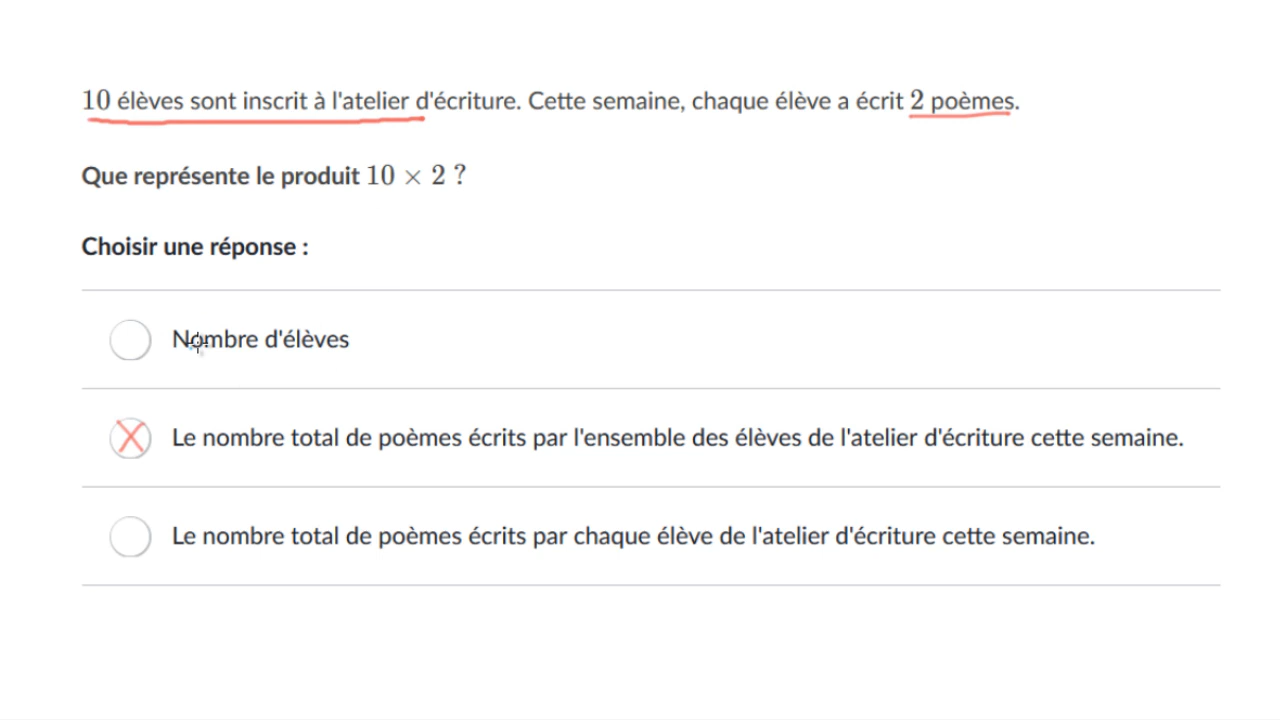 10 élèves sont inscrit à l'atelier d'écriture. Cette semaine, chaque élève a écrit 2 poèmes.
Que représente le produit 10 × 2 ?
Choisir une réponse :
Nombre d'élèves
Le nombre total de poèmes écrits par l'ensemble des élèves de l'atelier d'écriture cette semaine.
Le nombre total de poèmes écrits par chaque élève de l'atelier d'écriture cette semaine.